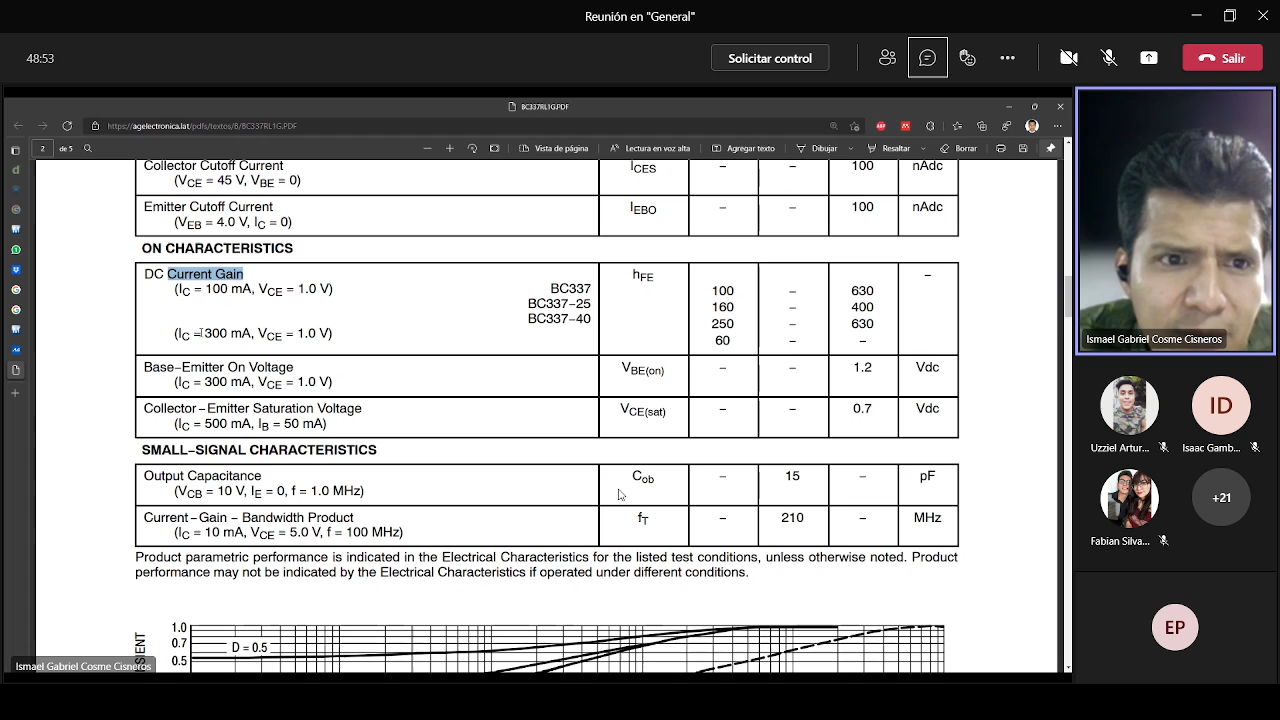 Reunión en "General"
48:53
Solicitar control
Salir
BC337RL1G.PDF
https://agelectronica.lat/pdfs/textos/B/BC337RL1G.PDF
2 de 5
Vista de página
Lectura en voz alta
Agregar texto
Dibujar
Resaltar
Borrar
Collector Cutoff Current ICES – – 100 nAdc
(VCE = 45 V, VBE = 0)
Emitter Cutoff Current IEBO – – 100 nAdc
(VEB = 4.0 V, IC = 0)
ON CHARACTERISTICS
DC Current Gain hFE –
(IC = 100 mA, VCE = 1.0 V) BC337 100 – 630
BC337–25 160 – 400
BC337–40 250 – 630
(IC = 300 mA, VCE = 1.0 V) 60 – –
Base–Emitter On Voltage VBE(on) – – 1.2 Vdc
(IC = 300 mA, VCE = 1.0 V)
Collector–Emitter Saturation Voltage VCE(sat) – – 0.7 Vdc
(IC = 500 mA, IB = 50 mA)
SMALL–SIGNAL CHARACTERISTICS
Output Capacitance Cob – 15 – pF
(VCB = 10 V, IE = 0, f = 1.0 MHz)
Current–Gain – Bandwidth Product fT – 210 – MHz
(IC = 10 mA, VCE = 5.0 V, f = 100 MHz)
Product parametric performance is indicated in the Electrical Characteristics for the listed test conditions, unless otherwise noted. Product
performance may not be indicated by the Electrical Characteristics if operated under different conditions.
1.0
0.7
0.5
D = 0.5
Ismael Gabriel Cosme Cisneros
Ismael Gabriel Cosme Cisneros
ID
Uzziel Artur...
Isaac Gamb...
+21
Fabian Silva...
EP